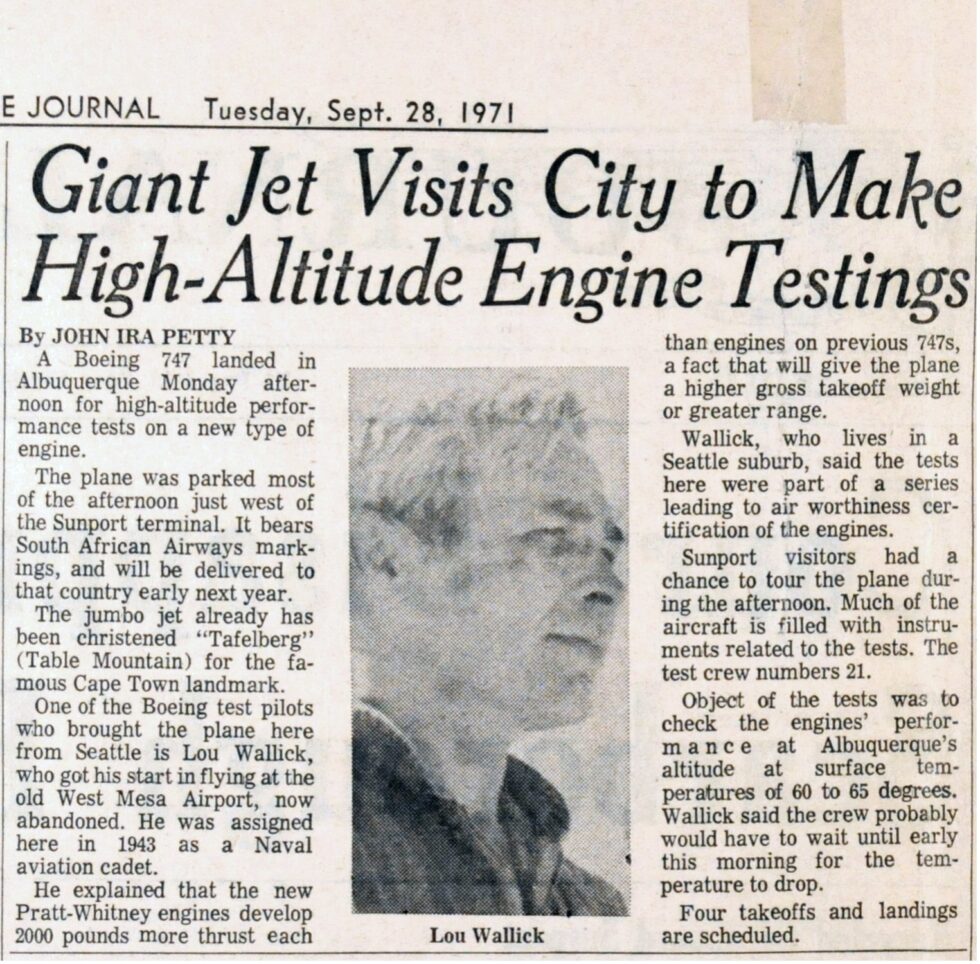 E JOURNAL Tuesday, Sept. 28, 1971
Giant Jet Visits City to Make
High-Altitude Engine Testings
By JOHN IRA PETTY
A Boeing 747 landed in
Albuquerque Monday after-
noon for high-altitude perfor-
mance tests on a new type of
engine.
The plane was parked most
of the afternoon just west of
the Sunport terminal. It bears
South African Airways mark-
ings, and will be delivered to
that country early next year.
The jumbo jet already has
been christened "Tafelberg"
(Table Mountain) for the fa-
mous Cape Town landmark.
One of the Boeing test pilots
who brought the plane here
from Seattle is Lou Wallick,
who got his start in flying at the
old West Mesa Airport, now
abandoned. He was assigned
here in 1943 as a Naval
aviation cadet.
He explained that the new
Pratt-Whitney engines develop
2000 pounds more thrust each
Lou Wallick
than engines on previous 747s,
a fact that will give the plane
a higher gross takeoff weight
or greater range.
Wallick, who lives in a
Seattle suburb, said the tests
here were part of a series
leading to air worthiness cer-
tification of the engines.
Sunport visitors had a
chance to tour the plane dur-
ing the afternoon. Much of the
aircraft is filled with instru-
ments related to the tests. The
test crew numbers 21.
Object of the tests was to
check the engines' perfor-
mance at Albuquerque's
altitude at surface tem-
peratures of 60 to 65 degrees.
Wallick said the crew probably
would have to wait until early
this morning for the tem-
perature to drop.
Four takeoffs and landings
are scheduled.